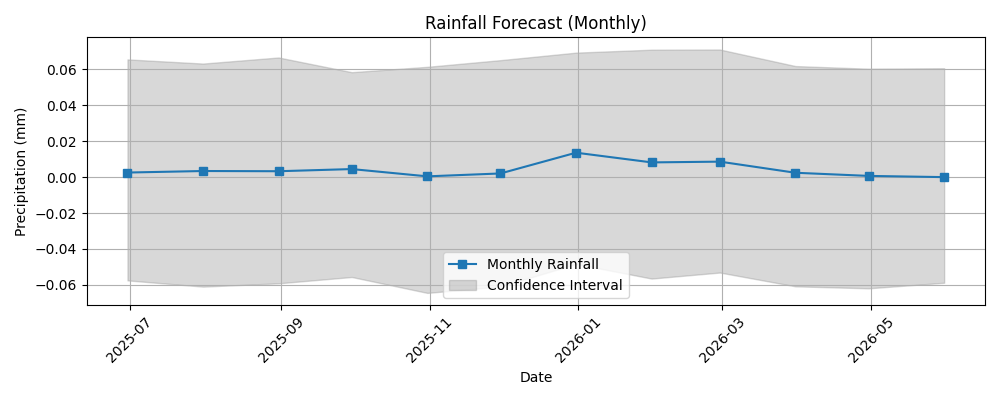 Rainfall Forecast (Monthly)
Precipitation (mm)
0.06
0.04
0.02
0.00
−0.02
−0.04
−0.06
Monthly Rainfall
Confidence Interval
2025-07
2025-09
2025-11
2026-01
2026-03
2026-05
Date